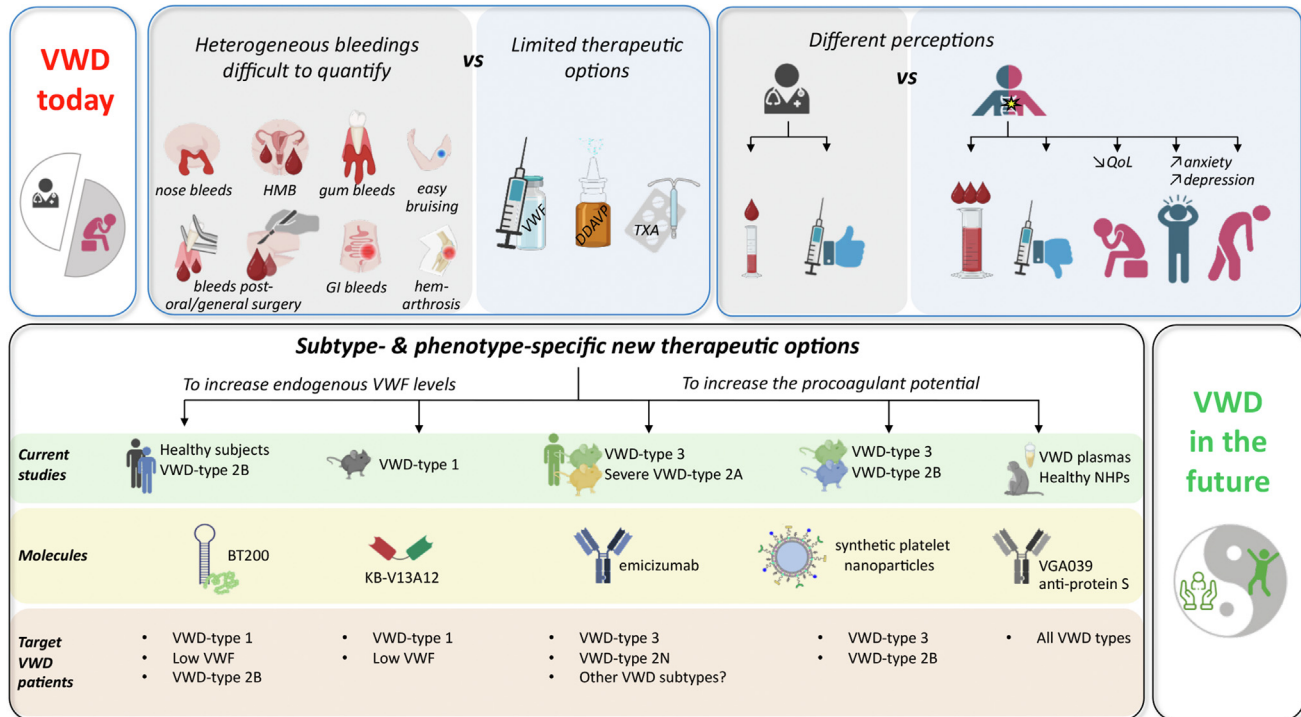 VWD
today
Heterogeneous bleedings
difficult to quantify
vs
Limited therapeutic
options
nose bleeds
HMB
gum bleeds
easy
bruising
bleeds post-
oral/general surgery
GI bleeds
hem-
arthrosis
VWF
DDAVP
TXA
Different perceptions
vs
↘ QoL
↗ anxiety
↗ depression
Subtype- & phenotype-specific new therapeutic options
To increase endogenous VWF levels
To increase the procoagulant potential
Current
studies
Healthy subjects
VWD-type 2B
VWD-type 1
VWD-type 3
Severe VWD-type 2A
VWD-type 3
VWD-type 2B
VWD plasmas
Healthy NHPs
Molecules
BT200
KB-V13A12
emicizumab
synthetic platelet
nanoparticles
VGA039
anti-protein S
Target
VWD
patients
• VWD-type 1
• Low VWF
• VWD-type 2B
• VWD-type 1
• Low VWF
• VWD-type 3
• VWD-type 2N
• Other VWD subtypes?
• VWD-type 3
• VWD-type 2B
• All VWD types
VWD
in the
future